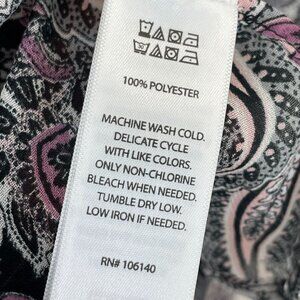 100% POLYESTER
MACHINE WASH COLD.
DELICATE CYCLE
WITH LIKE COLORS.
ONLY NON-CHLORINE
BLEACH WHEN NEEDED.
TUMBLE DRY LOW.
LOW IRON IF NEEDED.
RN# 106140